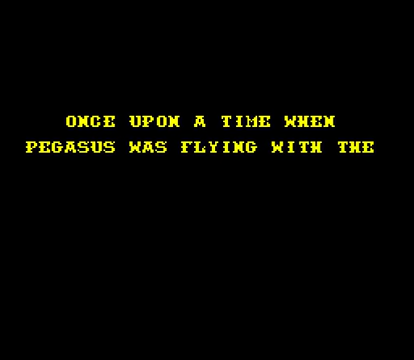 ONCE UPON A TIME WHEN
PEGASUS WAS FLYING WITH THE